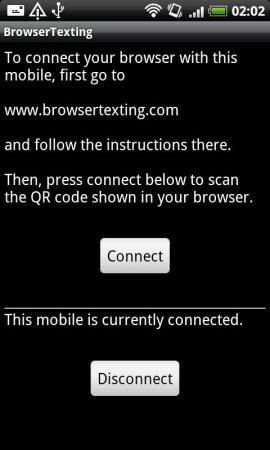 02:02
BrowserTexting
To connect your browser with this
mobile, first go to
www.browsertexting.com
and follow the instructions there.
Then, press connect below to scan
the QR code shown in your browser.
Connect
This mobile is currently connected.
Disconnect